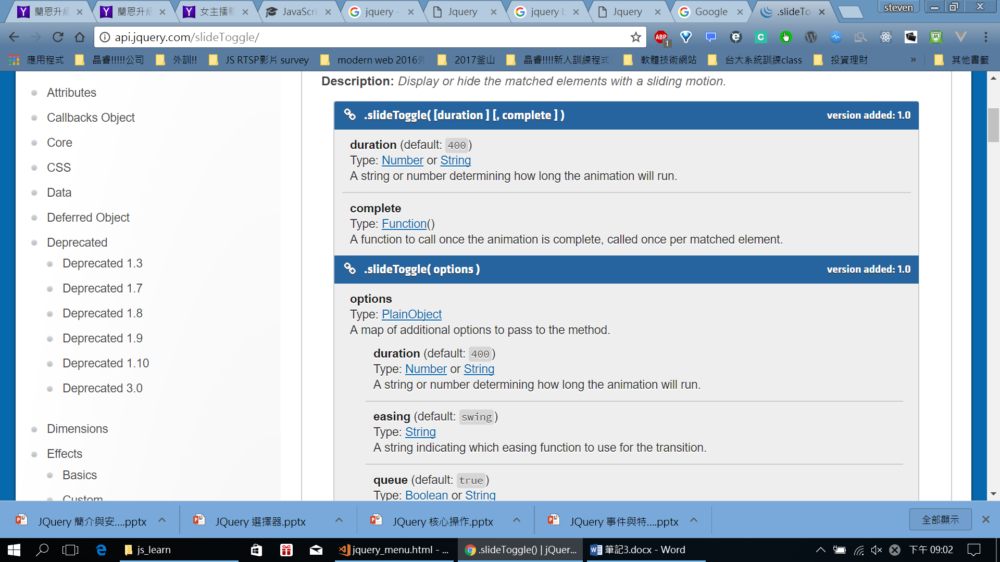 蘭恩升級
蘭恩升級
女主播新
JavaScri
jquery -
Jquery
jquery b
Jquery
Google
.slideTo
steven
api.jquery.com/slideToggle/
ABP
1
應用程式
晶睿!!!!!公司
外訓!!
JS RTSP影片 survey
modern web 2016外
2017釜山
晶睿!!!!新人訓練程式
軟體技術網站
台大系統訓練class
投資理財
»
其他書籤
Attributes
Callbacks Object
Core
CSS
Data
Deferred Object
Deprecated
Deprecated 1.3
Deprecated 1.7
Deprecated 1.8
Deprecated 1.9
Deprecated 1.10
Deprecated 3.0
Dimensions
Effects
Basics
Custom
Description: Display or hide the matched elements with a sliding motion.
.slideToggle( [duration ] [, complete ] )
version added: 1.0
duration (default: 400)
Type: Number or String
A string or number determining how long the animation will run.
complete
Type: Function()
A function to call once the animation is complete, called once per matched element.
.slideToggle( options )
version added: 1.0
options
Type: PlainObject
A map of additional options to pass to the method.
duration (default: 400)
Type: Number or String
A string or number determining how long the animation will run.
easing (default: swing)
Type: String
A string indicating which easing function to use for the transition.
queue (default: true)
Type: Boolean or String
JQuery 簡介與安....pptx
JQuery 選擇器.pptx
JQuery 核心操作.pptx
JQuery 事件與特....pptx
全部顯示
js_learn
jquery_menu.html - ...
.slideToggle() | jQuer...
筆記3.docx - Word
下午 09:02